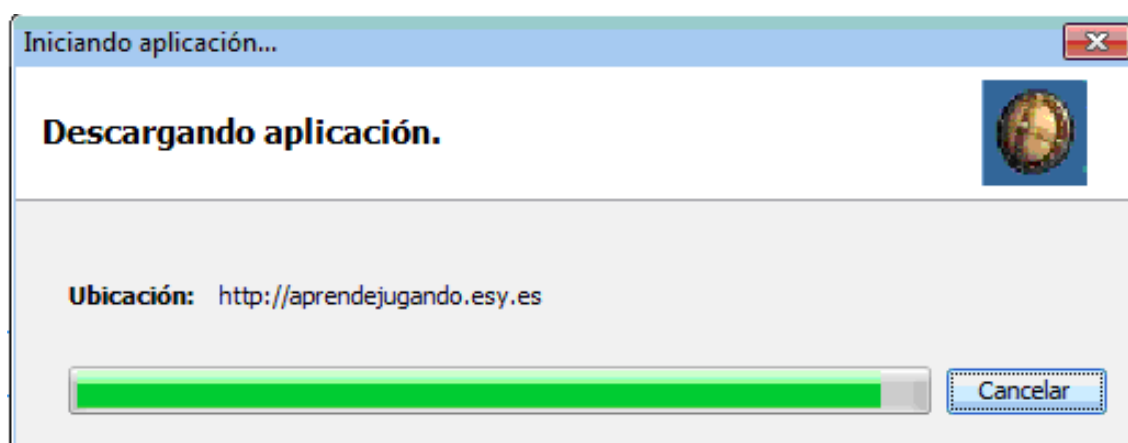 Iniciando aplicación...
Descargando aplicación.
Ubicación: http://aprendejugando.esy.es
Cancelar